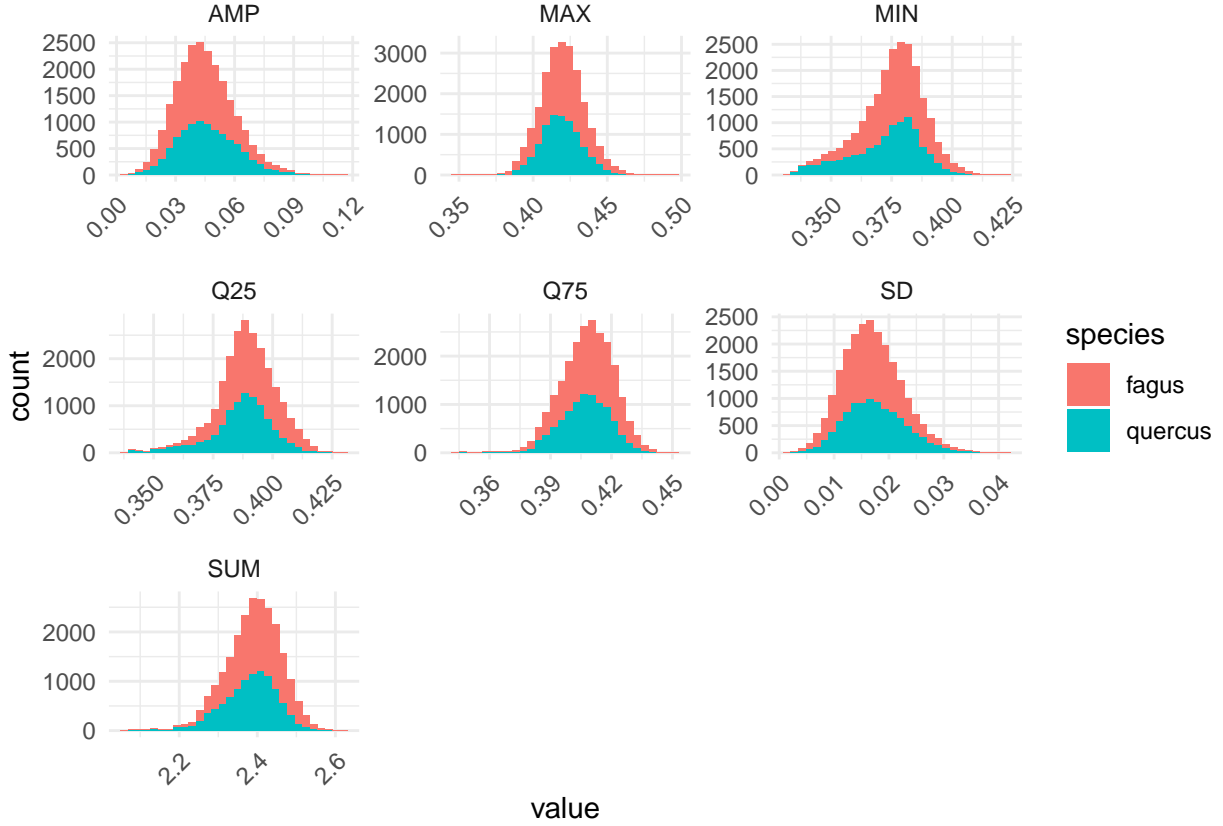 AMP
2500
2000
1500
1000
500
0
0.00 0.03 0.06 0.09 0.12
MAX
3000
2000
1000
0
0.35 0.40 0.45 0.50
MIN
2500
2000
1500
1000
500
0
0.350 0.375 0.400 0.425
Q25
2000
1000
0
0.350 0.375 0.400 0.425
Q75
2000
1000
0
0.36 0.39 0.42 0.45
SD
2500
2000
1500
1000
500
0
0.00 0.01 0.02 0.03 0.04
SUM
2000
1000
0
2.2 2.4 2.6
count
value
species
fagus
quercus